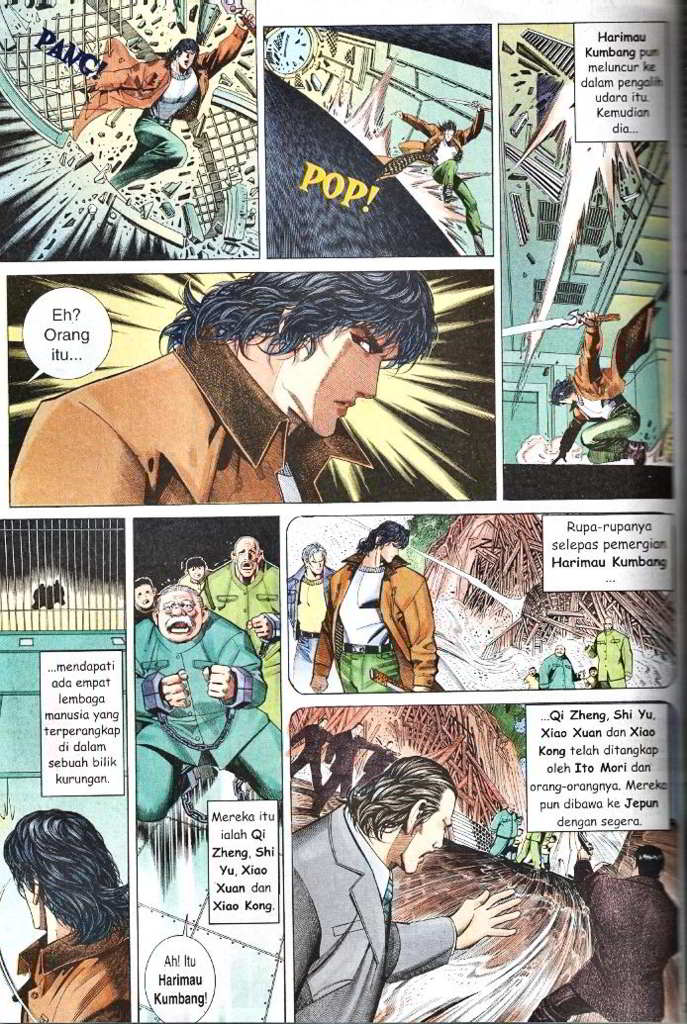 PANG!
POP!
Harimau
Kumbang pun
meluncur ke
dalam pengalih
udara itu.
Kemudian
dia...
Eh?
Orang
itu...
...mendapati
ada empat
lembaga
manusia yang
terperangkap
di dalam
sebuah bilik
kurungan.
Mereka itu
ialah Qi
Zheng, Shi
Yu, Xiao
Xuan dan
Xiao Kong.
Ah! Itu
Harimau
Kumbang!
Rupa-rupanya
selepas pemergian
Harimau Kumbang
...
...Qi Zheng, Shi Yu,
Xiao Xuan dan Xiao
Kong telah ditangkap
oleh Ito Mori dan
orang-orangnya. Mereka
pun dibawa ke Jepun
dengan segera.